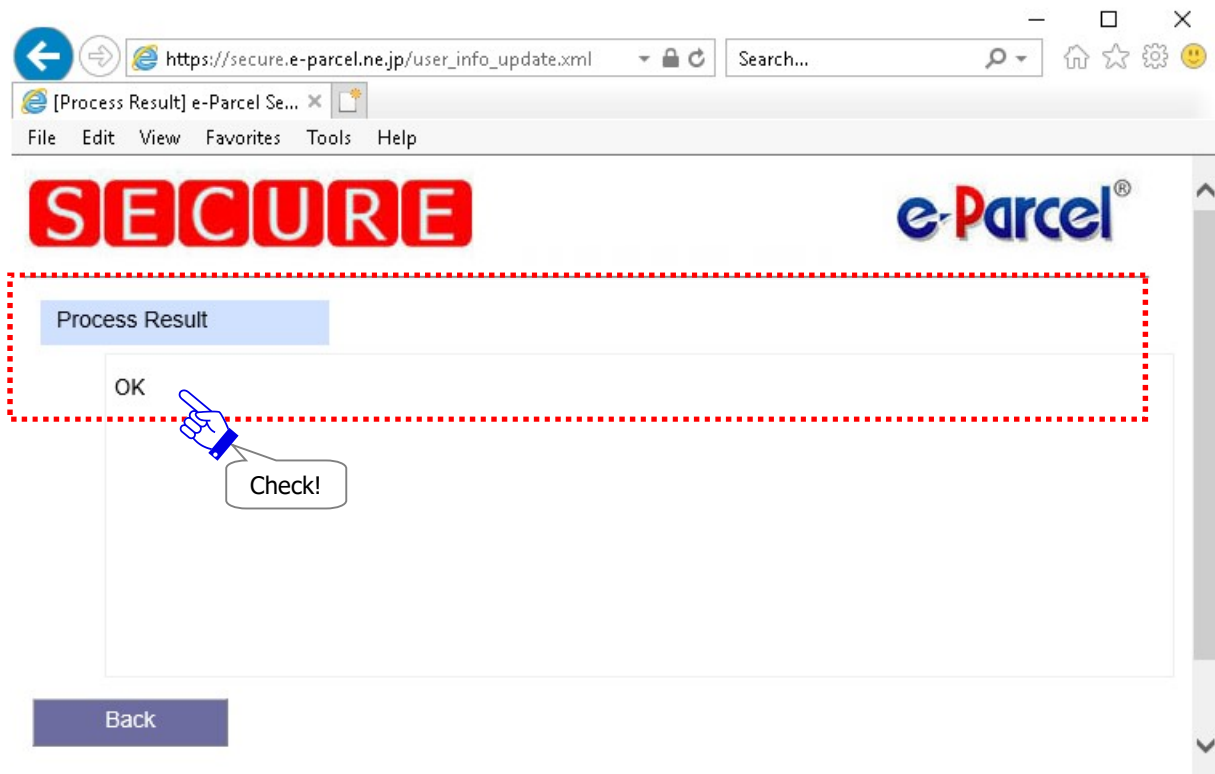 https://secure.e-parcel.ne.jp/user_info_update.xml Search...
[Process Result] e-Parcel Se...
File Edit View Favorites Tools Help
SECURE e-Parcel®
Process Result
OK
Check!
Back